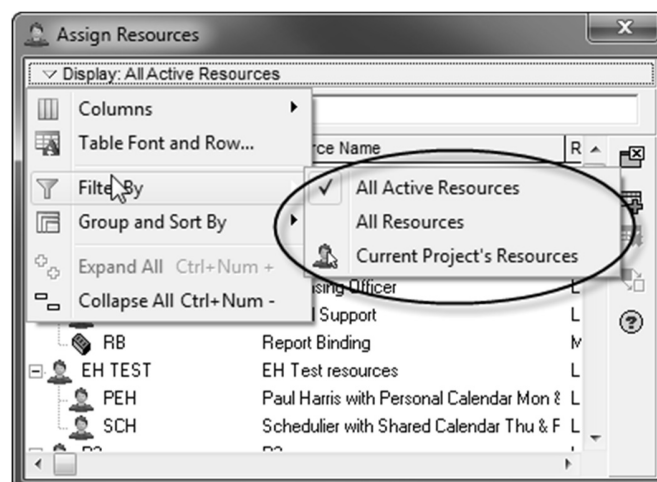 Assign Resources
Display: All Active Resources
Columns
Table Font and Row...
rce Name R
Filter By
All Active Resources
Group and Sort By
All Resources
Expand All Ctrl+Num +
Current Project's Resources
Collapse All Ctrl+Num -
sing Officer L
Support L
RB Report Binding M
EH TEST EH Test resources L
PEH Paul Harris with Personal Calendar Mon & L
SCH Schedulier with Shared Calendar Thu & F L